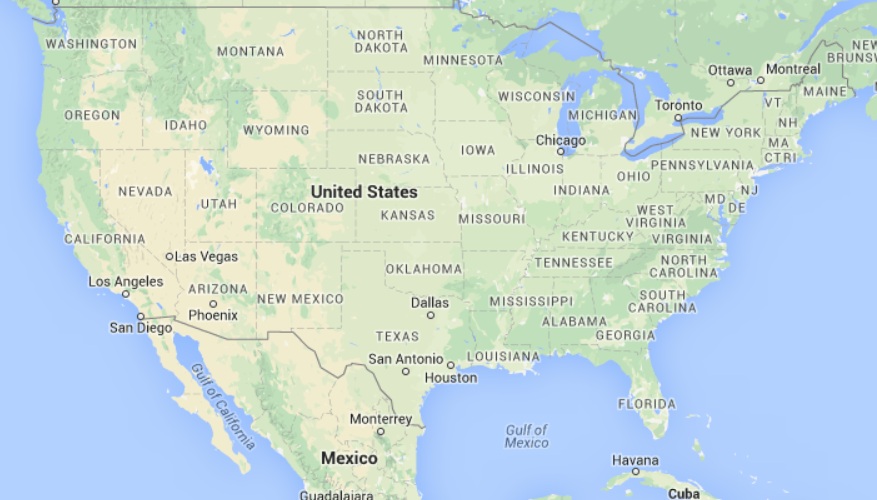 WASHINGTON
MONTANA
NORTH
DAKOTA
MINNESOTA
Ottawa
Montreal
NEW
BRUNSW
MAINE
OREGON
IDAHO
WYOMING
SOUTH
DAKOTA
WISCONSIN
MICHIGAN
Toronto
VT
NH
NEW YORK
MA
CT
RI
NEBRASKA
IOWA
Chicago
ILLINOIS
INDIANA
OHIO
PENNSYLVANIA
NEVADA
UTAH
United States
COLORADO
KANSAS
MISSOURI
WEST
VIRGINIA
MD
DE
NJ
CALIFORNIA
KENTUCKY
VIRGINIA
Las Vegas
OKLAHOMA
TENNESSEE
NORTH
CAROLINA
Los Angeles
ARIZONA
NEW MEXICO
Phoenix
San Diego
Dallas
MISSISSIPPI
ALABAMA
SOUTH
CAROLINA
GEORGIA
TEXAS
San Antonio
Houston
LOUISIANA
Gulf of California
FLORIDA
Monterrey
Gulf of
Mexico
Mexico
Havana
Guadalajara
Cuba